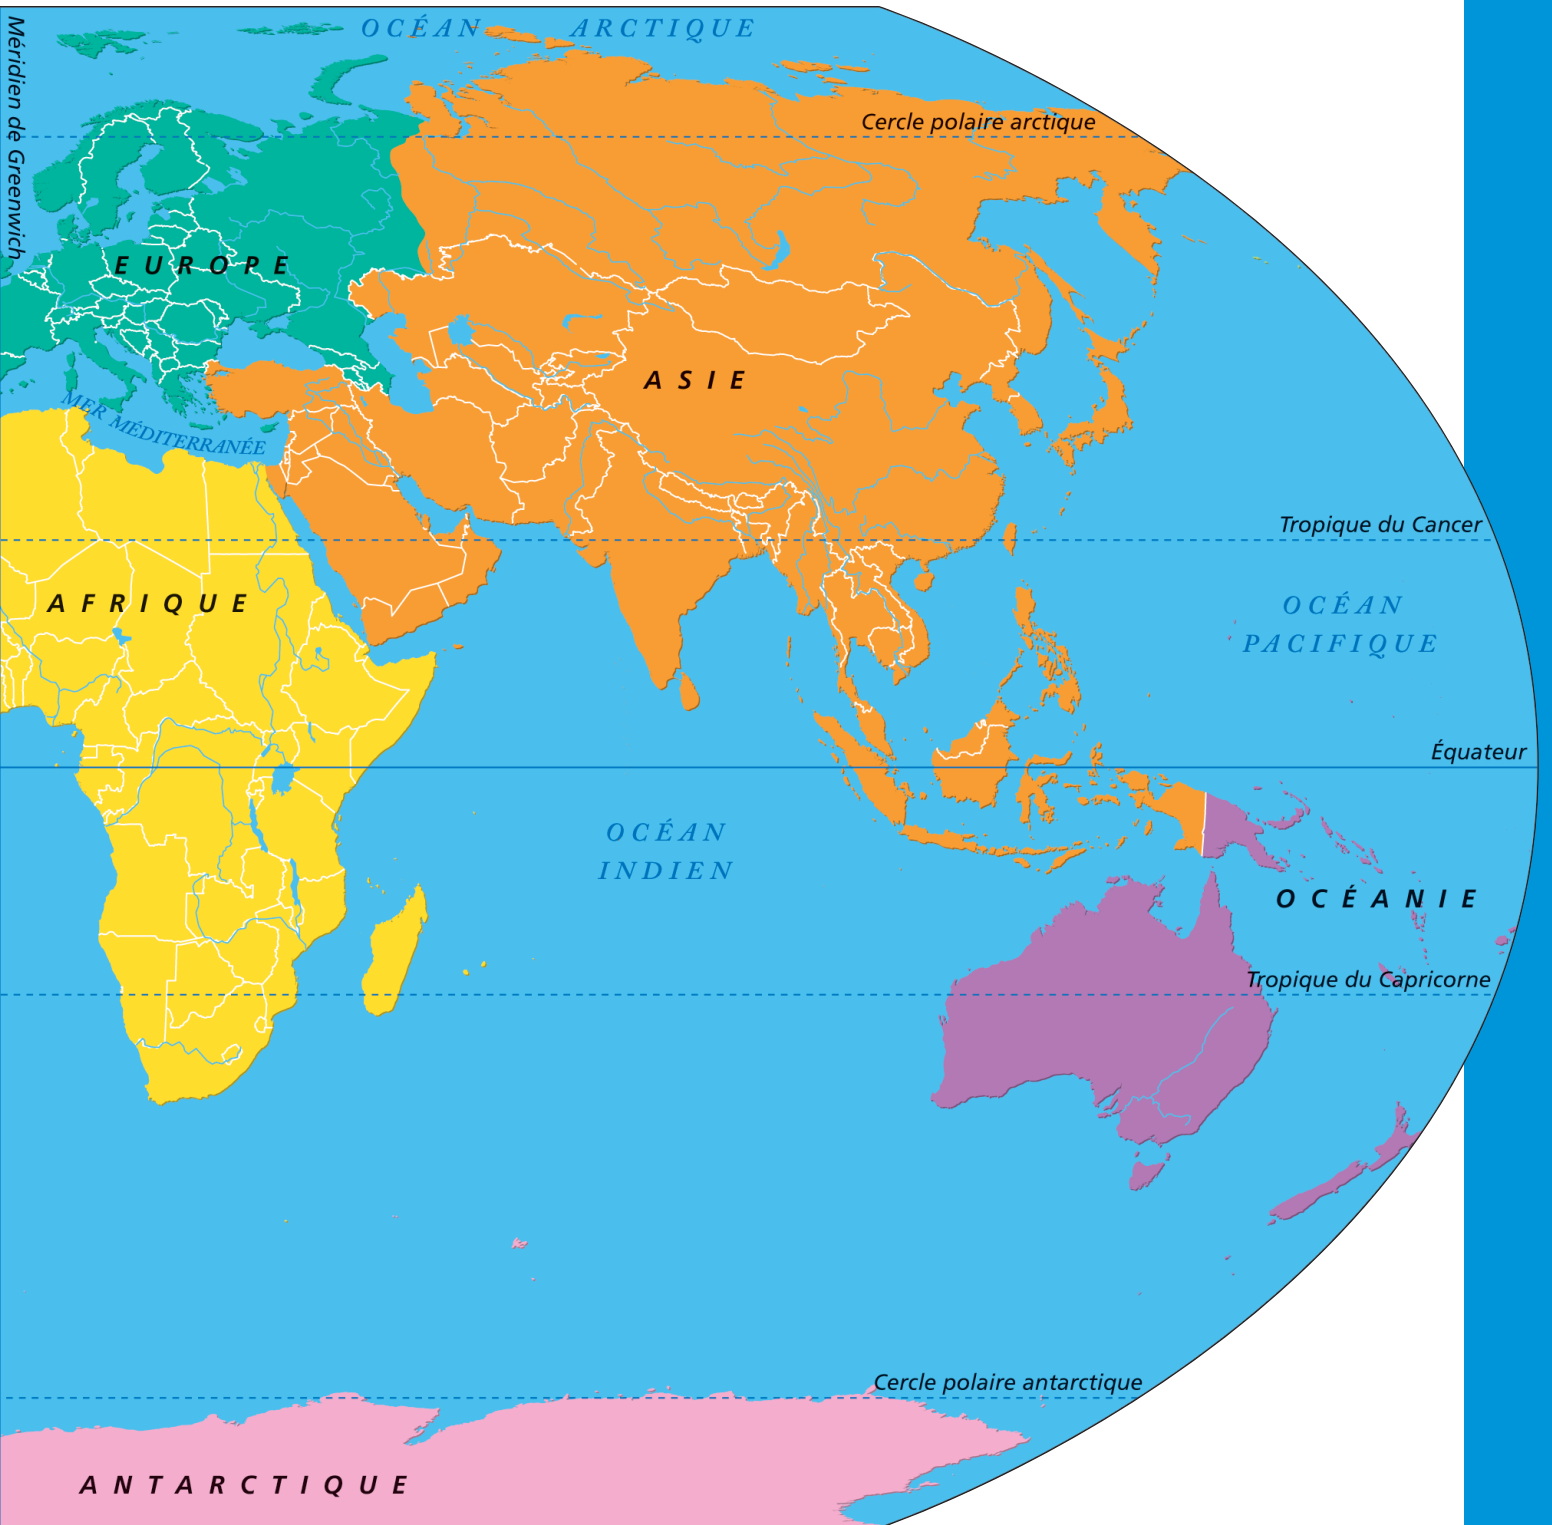 OCÉAN ARCTIQUE
Méridien de Greenwich
Cercle polaire arctique
EUROPE
ASIE
MER MÉDITERRANÉE
Tropique du Cancer
AFRIQUE
OCÉAN
PACIFIQUE
Équateur
OCÉAN
INDIEN
OCÉANIE
Tropique du Capricorne
Cercle polaire antarctique
ANTARCTIQUE